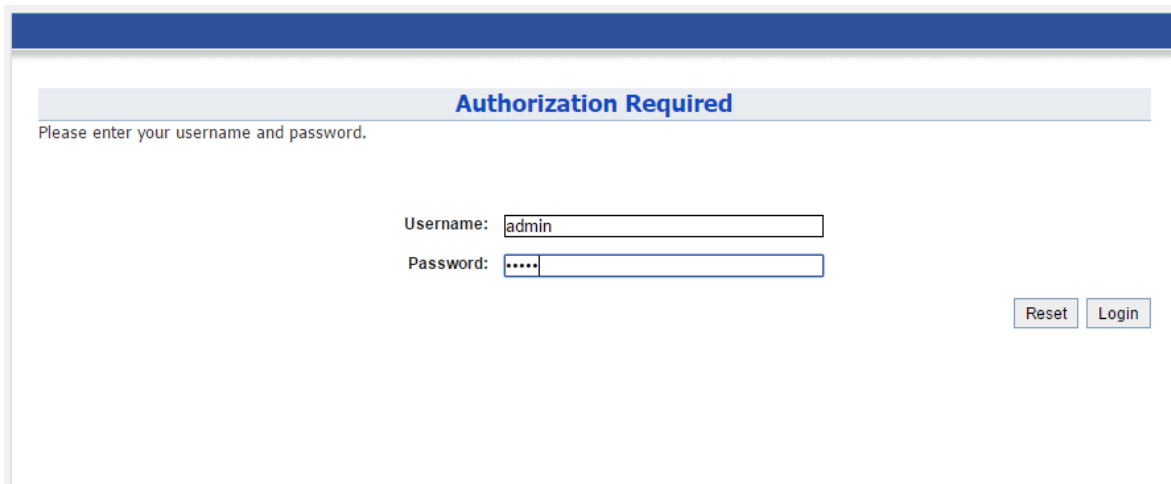 Authorization Required
Please enter your username and password.
Username: admin
Password: •••••
Reset Login